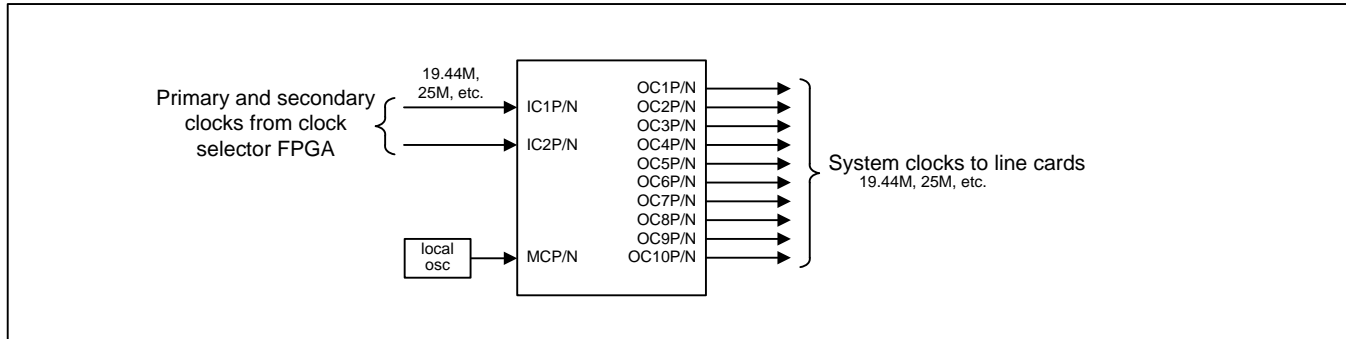 Primary and secondary
clocks from clock
selector FPGA
19.44M,
25M, etc.
IC1P/N
IC2P/N
local
osc
MCP/N
OC1P/N
OC2P/N
OC3P/N
OC4P/N
OC5P/N
OC6P/N
OC7P/N
OC8P/N
OC9P/N
OC10P/N
System clocks to line cards
19.44M, 25M, etc.